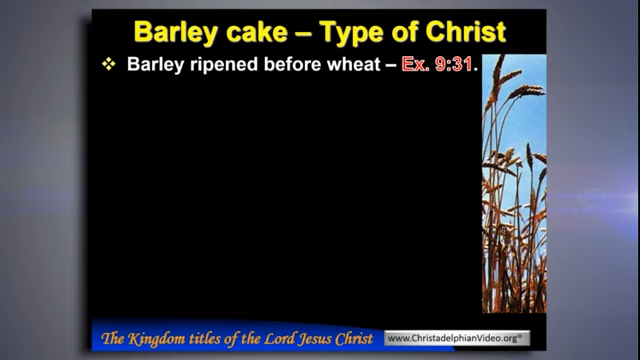 Barley cake – Type of Christ
❖ Barley ripened before wheat – Ex. 9:31.
The Kingdom titles of the Lord Jesus Christ
www.ChristadelphianVideo.org®